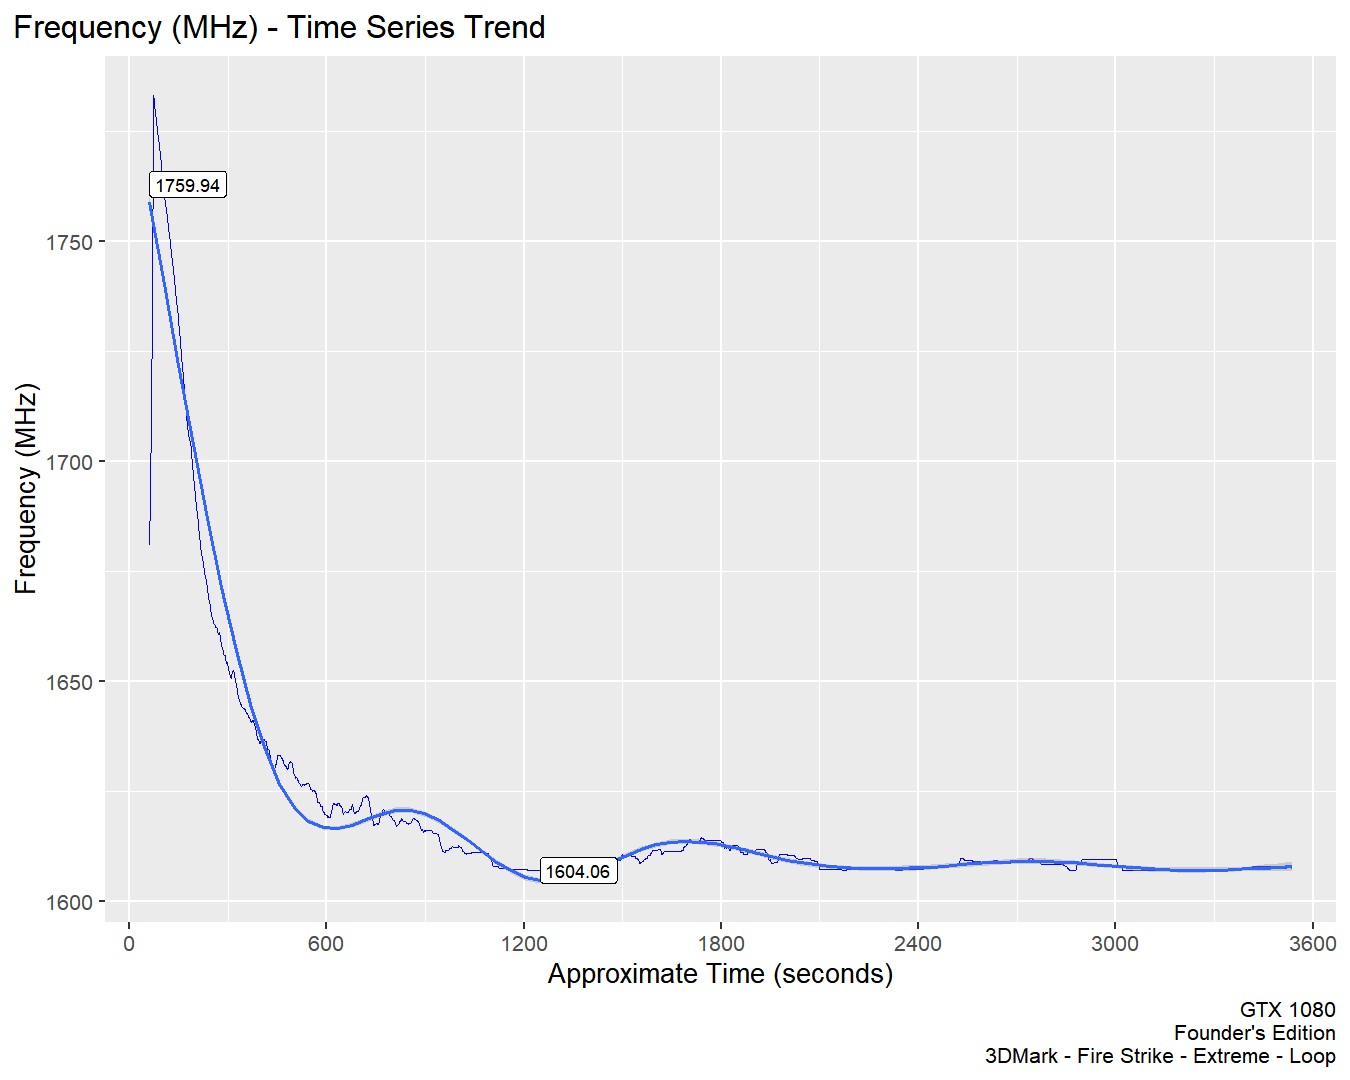 Frequency (MHz) - Time Series Trend
1759.94
1750
1700
Frequency (MHz)
1650
1604.06
1600
0 600 1200 1800 2400 3000 3600
Approximate Time (seconds)
GTX 1080
Founder's Edition
3DMark - Fire Strike - Extreme - Loop